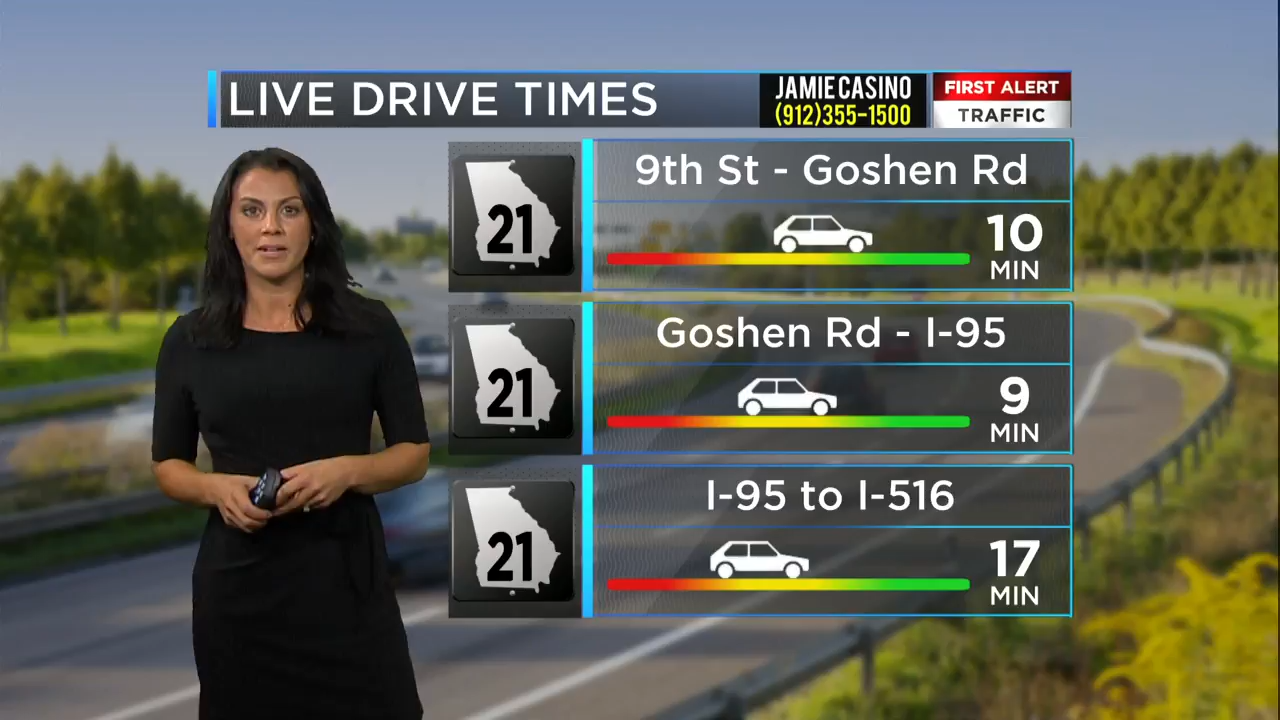 LIVE DRIVE TIMES
JAMIE CASINO
(912)355-1500
FIRST ALERT
TRAFFIC
21
9th St - Goshen Rd
10
MIN
21
Goshen Rd - I-95
9
MIN
21
I-95 to I-516
17
MIN